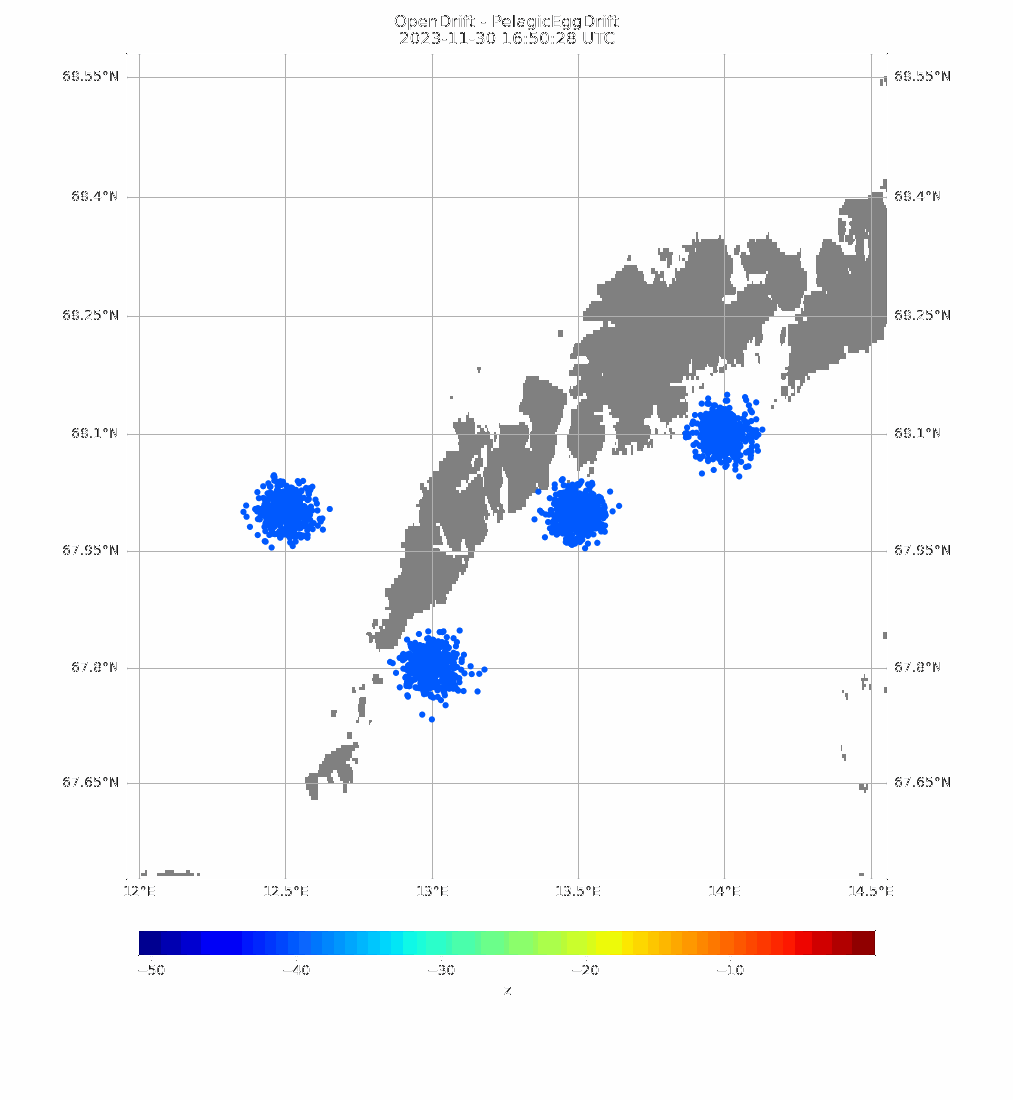 OpenDrift - PelagicEggDrift
2023-11-30 16:50:28 UTC
68.55°N 68.55°N
68.4°N 68.4°N
68.25°N 68.25°N
68.1°N 68.1°N
67.95°N 67.95°N
67.8°N 67.8°N
67.65°N 67.65°N
12°E 12.5°E 13°E 13.5°E 14°E 14.5°E
−50 −40 −30 −20 −10
z